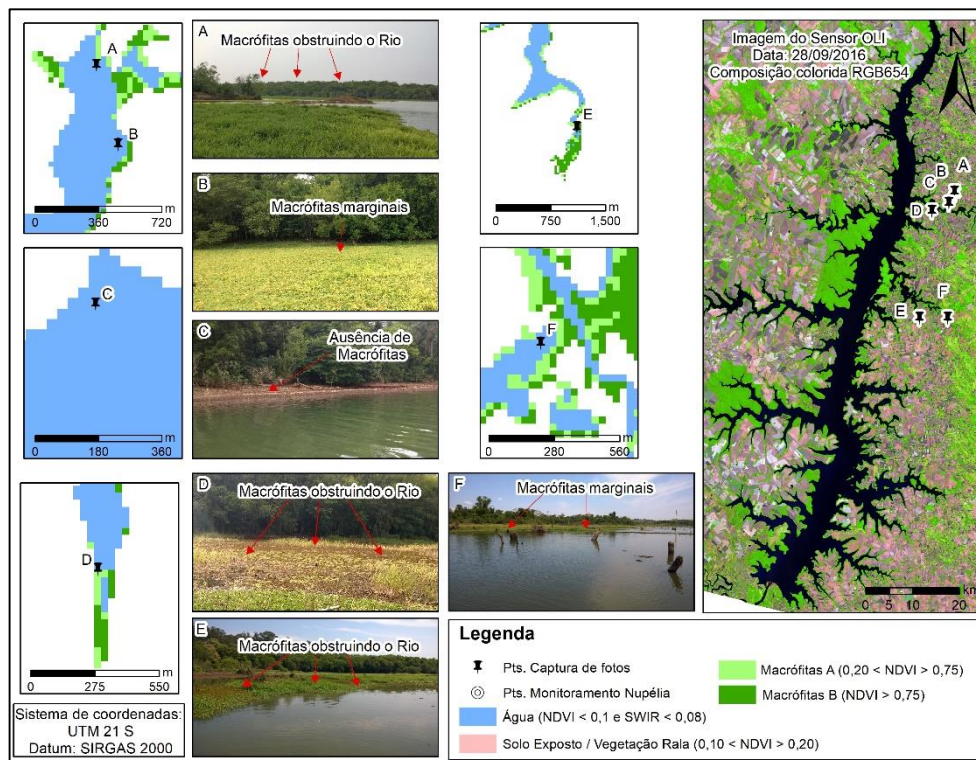 A
B
0 360 720 m
A
Macrófitas obstruindo o Rio
B
Macrófitas marginais
C
Ausência de
Macrófitas
C
0 180 360 m
D
0 275 550 m
Sistema de coordenadas:
UTM 21 S
Datum: SIRGAS 2000
D
Macrófitas obstruindo o Rio
E
Macrófitas obstruindo o Rio
E
0 750 1,500 m
F
0 280 560 m
F
Macrófitas marginais
Imagem do Sensor OLI
Data: 28/09/2016
Composição colorida RGB654
N
A
B
C
D
F
E
0 5 10 20 km
Legenda
Pts. Captura de fotos
Pts. Monitoramento Nupélia
Água (NDVI < 0,1 e SWIR < 0,08)
Solo Exposto / Vegetação Rala (0,10 < NDVI > 0,20)
Macrófitas A (0,20 < NDVI > 0,75)
Macrófitas B (NDVI > 0,75)